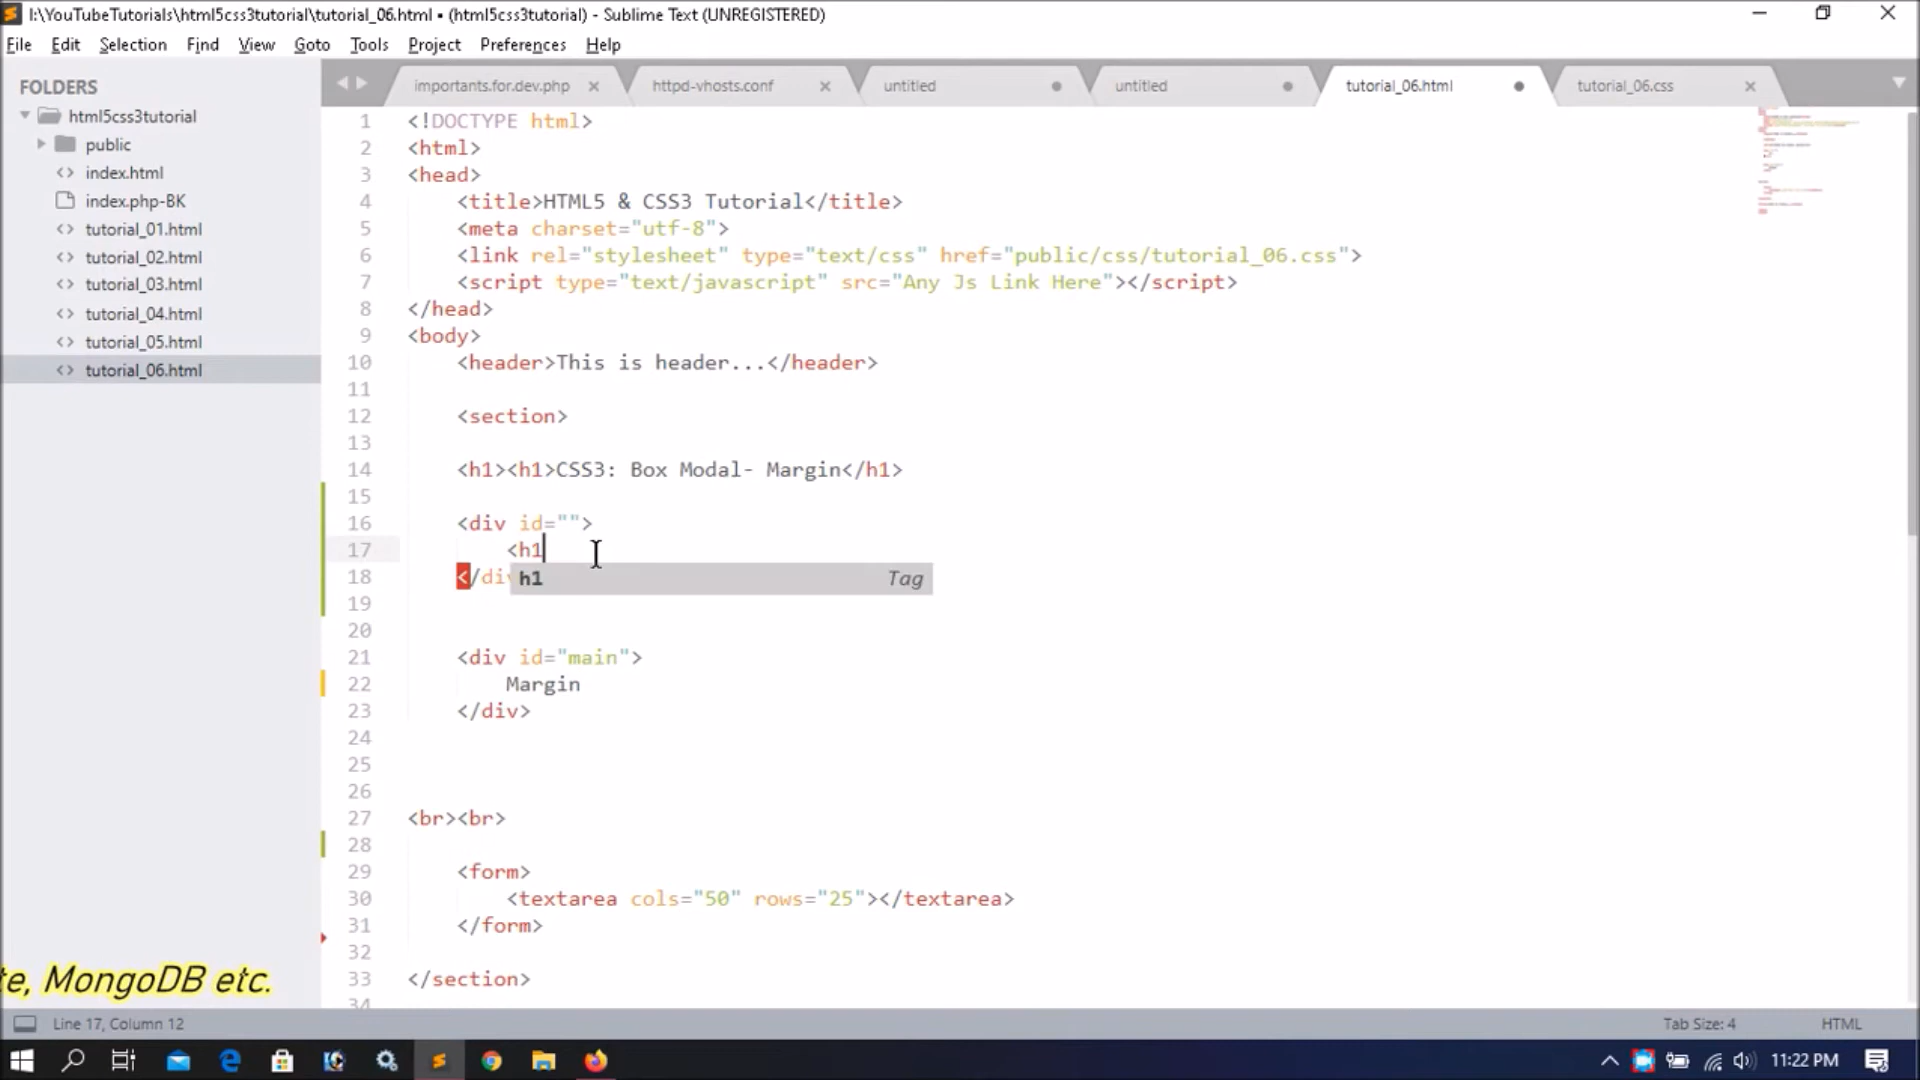 I:\YouTubeTutorials\html5css3tutorial\tutorial_06.html • (html5css3tutorial) - Sublime Text (UNREGISTERED)
File Edit Selection Find Goto Tools Project Preferences Help
FOLDERS
html5css3tutorial
public
index.html
index.php-BK
tutorial_01.html
tutorial_02.html
tutorial_03.html
tutorial_04.html
tutorial_05.html
tutorial_06.html
importants.for.dev.php httpd-vhosts.conf untitled untitled tutorial_06.html tutorial_06.css
1 <!DOCTYPE html>
2 <html>
3 <head>
4 <title>HTML5 & CSS3 Tutorial</title>
5 <meta charset="utf-8">
6 <link rel="stylesheet" type="text/css" href="public/css/tutorial_06.css">
7 <script type="text/javascript" src="Any Js Link Here"></script>
8 </head>
9 <body>
10 <header>This is header...</header>
11
12 <section>
13
14 <h1><h1>CSS3: Box Modal- Margin</h1>
15
16 <div id="">
17 <h1
18 </div
h1 Tag
19
20
21 <div id="main">
22 Margin
23 </div>
24
25
26
27 <br><br>
28
29 <form>
30 <textarea cols="50" rows="25"></textarea>
31 </form>
32
33 </section>
34
te, MongoDB etc.
Line 17, Column 12 Tab Size: 4 HTML
11:22 PM